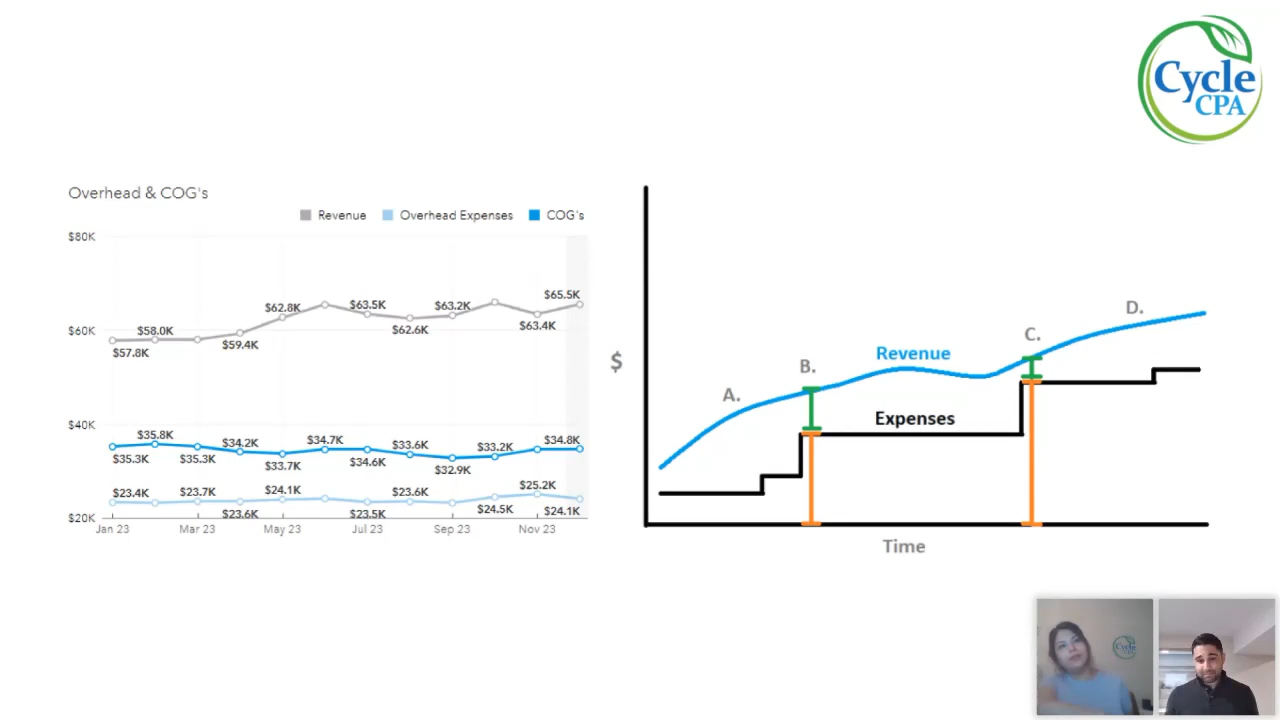 Cycle
CPA
Overhead & COG's
Revenue Overhead Expenses COG's
$80K
$60K
$40K
$20K
$57.8K
$58.0K
$59.4K
$62.8K
$63.5K
$62.6K
$63.2K
$63.4K
$65.5K
$35.3K
$35.8K
$35.3K
$34.2K
$33.7K
$34.7K
$34.6K
$33.6K
$32.9K
$33.2K
$34.8K
$23.4K
$23.7K
$23.6K
$24.1K
$23.5K
$23.6K
$24.5K
$25.2K
$24.1K
Jan 23 Mar 23 May 23 Jul 23 Sep 23 Nov 23
$
A.
B.
Revenue
Expenses
C.
D.
Time
Cycle
CPA